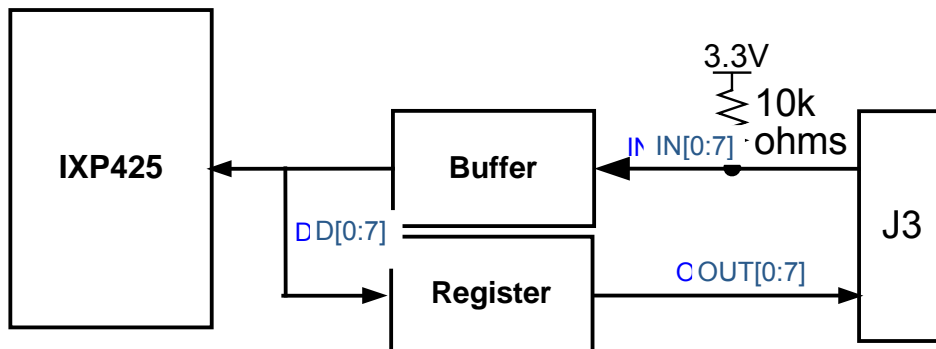 3.3V
10k
ohms
IXP425
Buffer
IN[0:7]
J3
D[0:7]
Register
OUT[0:7]